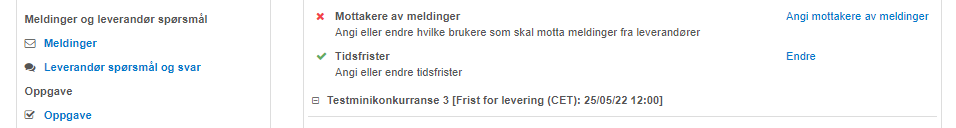 Meldinger og leverandør spørsmål
Meldinger
Leverandør spørsmål og svar
Oppgave
Oppgave
Mottakere av meldinger
Angi mottakere av meldinger
Angi eller endre hvilke brukere som skal motta meldinger fra leverandører
Tidsfrister
Endre
Angi eller endre tidsfrister
Testminikonkurranse 3 [Frist for levering (CET): 25/05/22 12:00]